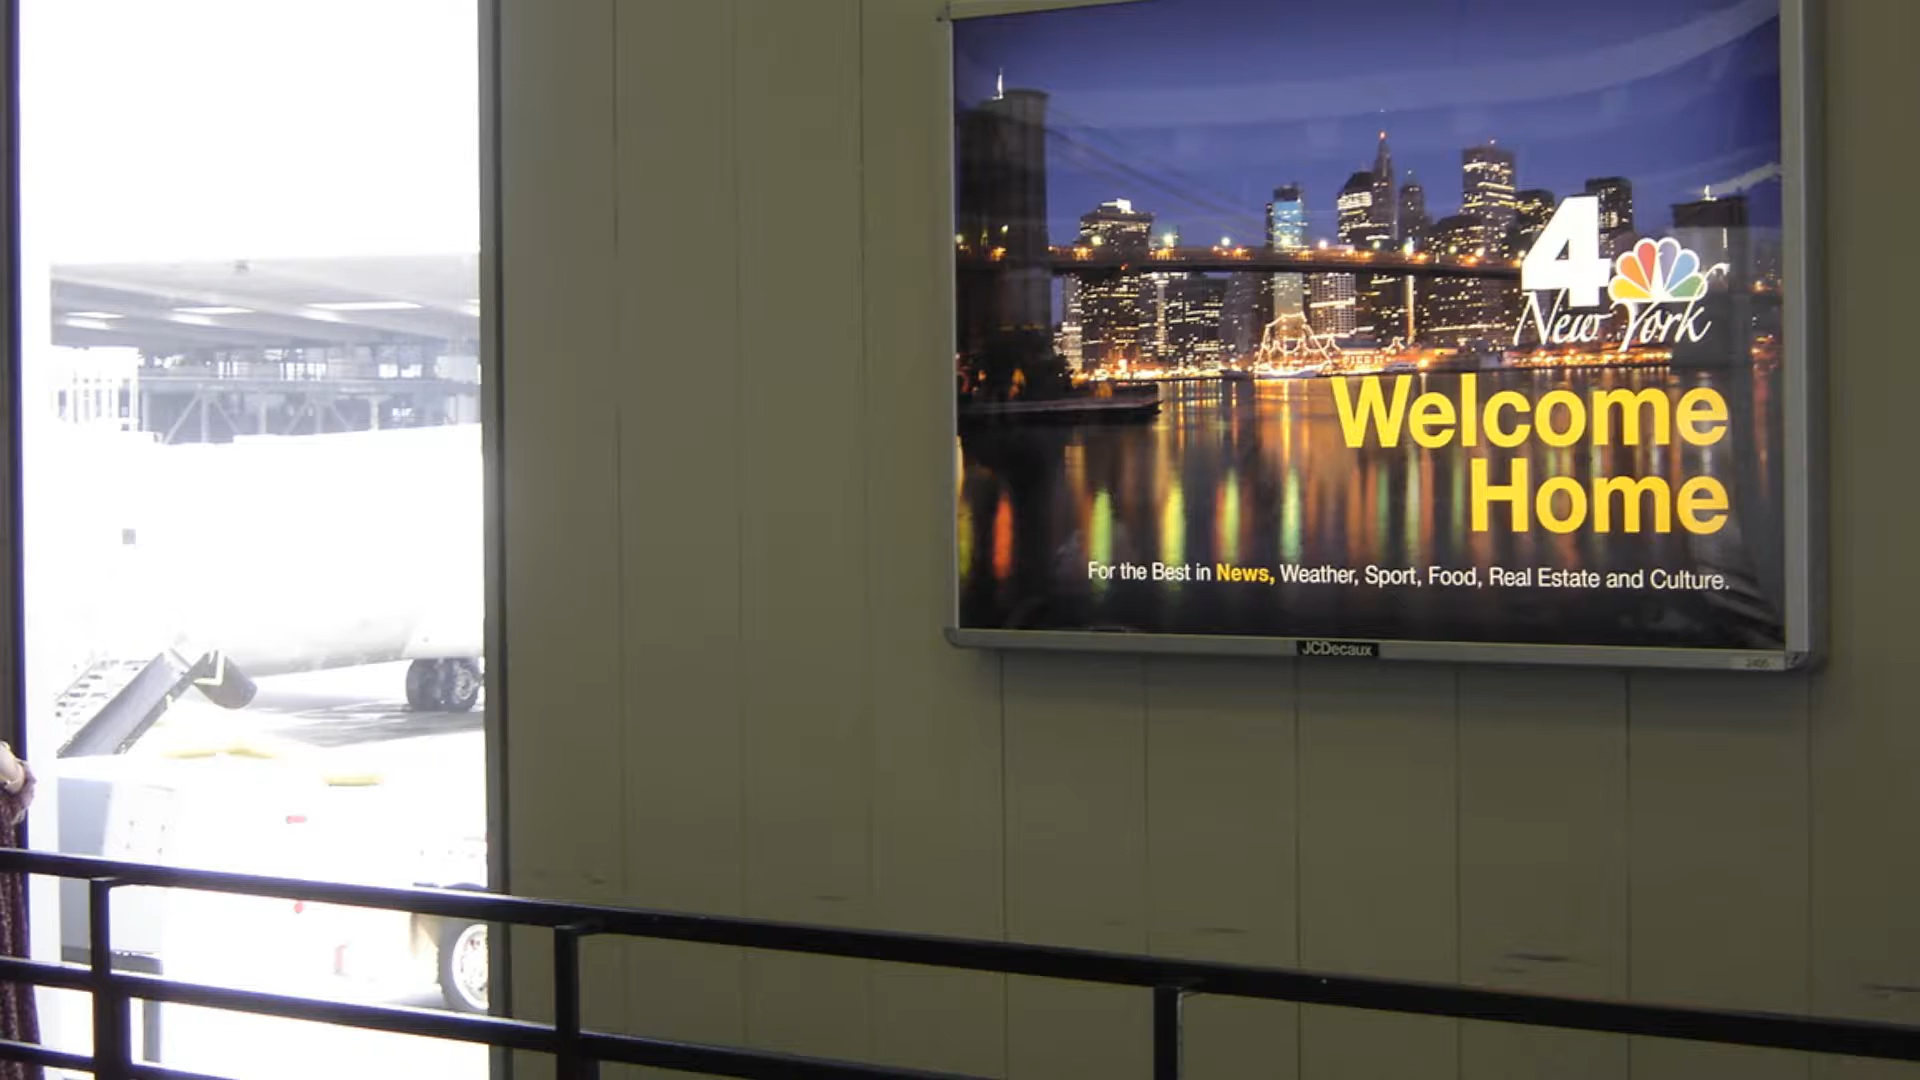 4
New York
Welcome
Home
For the Best in News, Weather, Sport, Food, Real Estate and Culture.
JCDecaux